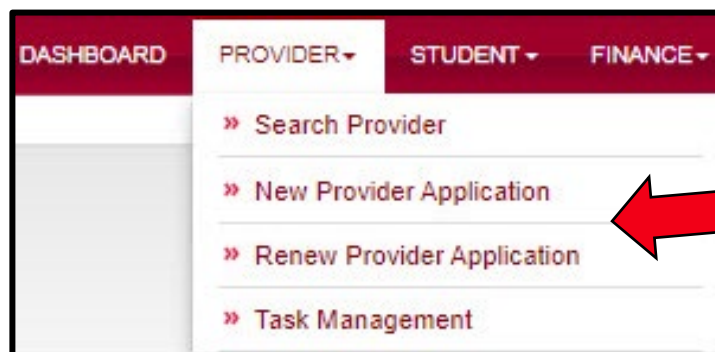 DASHBOARD PROVIDER STUDENT FINANCE
» Search Provider
» New Provider Application
» Renew Provider Application
» Task Management